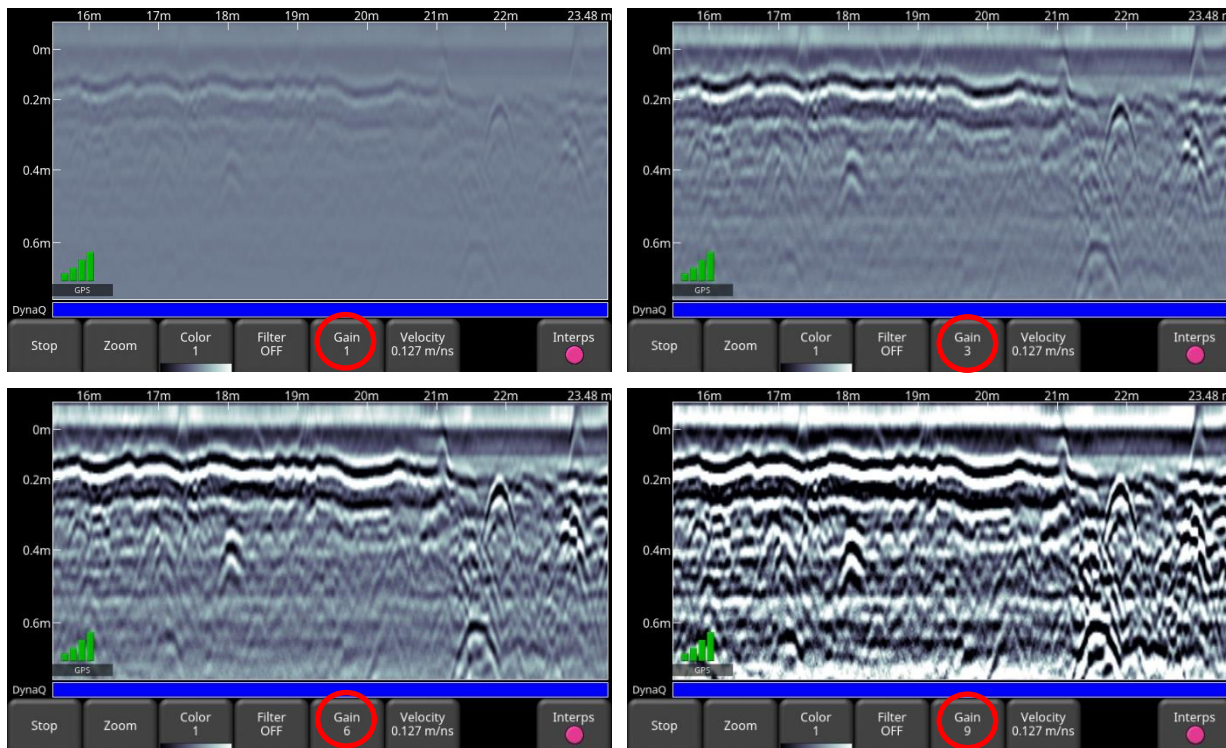 16m 17m 18m 19m 20m 21m 22m 23.48 m
0m
0.2m
0.4m
0.6m
GPS
DynaQ
Stop
Zoom
Color
1
Filter
OFF
Gain
1
Velocity
0.127 m/ns
Interps
16m 17m 18m 19m 20m 21m 22m 23.48 m
0m
0.2m
0.4m
0.6m
GPS
DynaQ
Stop
Zoom
Color
1
Filter
OFF
Gain
3
Velocity
0.127 m/ns
Interps
16m 17m 18m 19m 20m 21m 22m 23.48 m
0m
0.2m
0.4m
0.6m
GPS
DynaQ
Stop
Zoom
Color
1
Filter
OFF
Gain
6
Velocity
0.127 m/ns
Interps
16m 17m 18m 19m 20m 21m 22m 23.48 m
0m
0.2m
0.4m
0.6m
GPS
DynaQ
Stop
Zoom
Color
1
Filter
OFF
Gain
9
Velocity
0.127 m/ns
Interps